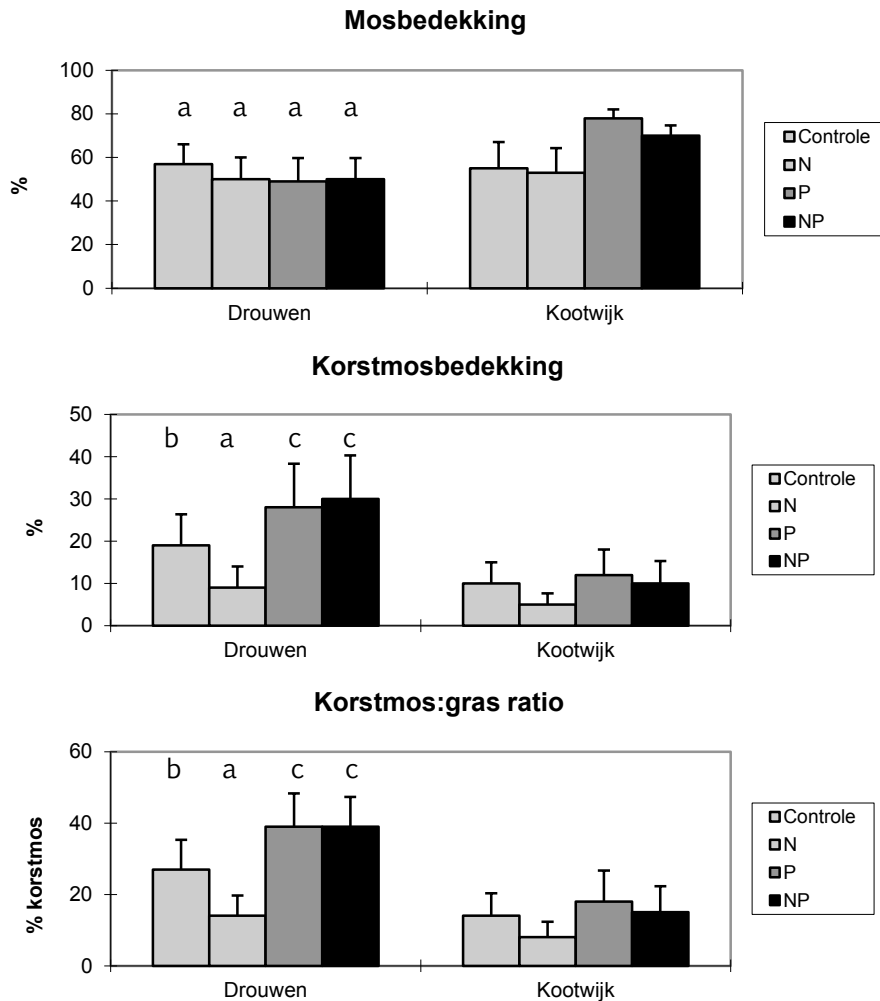 Mosbedekking
100
80
60
40
20
0
%
a a a a
Drouwen Kootwijk
Controle
N
P
NP
Korstmosbedekking
50
40
30
20
10
0
%
b a c c
Drouwen Kootwijk
Controle
N
P
NP
Korstmos:gras ratio
60
40
20
0
% korstmos
b a c c
Drouwen Kootwijk
Controle
N
P
NP